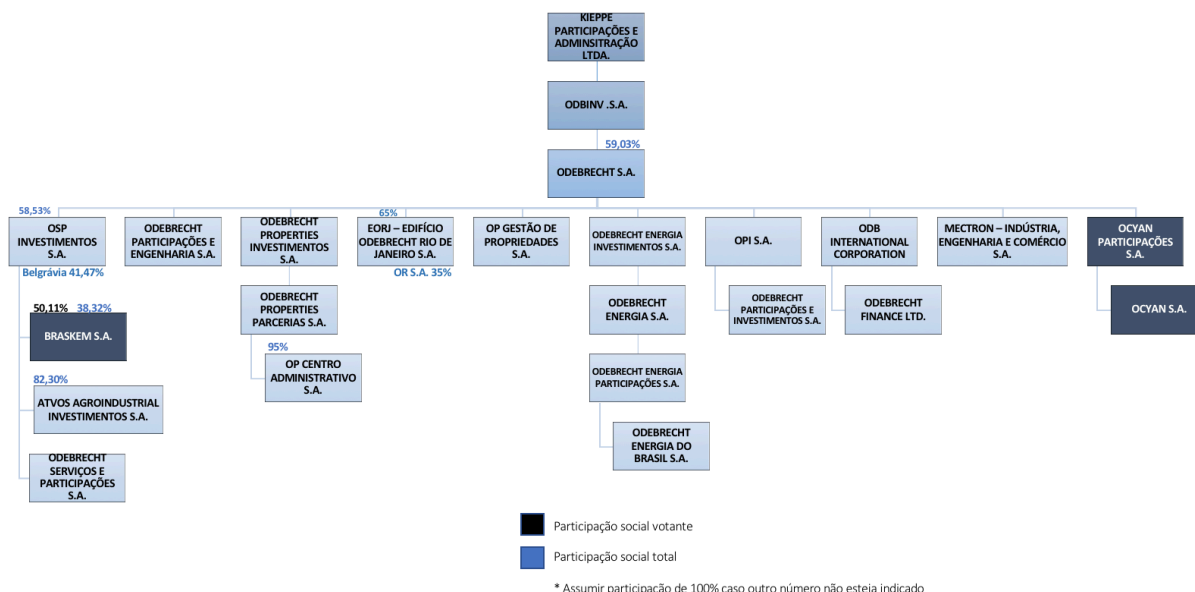 KIEPPE
PARTICIPAÇÕES E
ADMINSITRAÇÃO
LTDA.
ODBINV .S.A.
59,03%
ODEBRECHT S.A.
58,53%
OSP
INVESTIMENTOS
S.A.
Belgrávia 41,47%
ODEBRECHT
PARTICIPAÇÕES E
ENGENHARIA S.A.
ODEBRECHT
PROPERTIES
INVESTIMENTOS
S.A.
65%
EORJ – EDIFÍCIO
ODEBRECHT RIO DE
JANEIRO S.A.
OR S.A. 35%
OP GESTÃO DE
PROPRIEDADES
S.A.
ODEBRECHT ENERGIA
INVESTIMENTOS S.A.
OPI S.A.
ODB
INTERNATIONAL
CORPORATION
MECTRON – INDÚSTRIA,
ENGENHARIA E COMÉRCIO
S.A.
OCYAN
PARTICIPAÇÕES
S.A.
50,11% 38,32%
BRASKEM S.A.
ODEBRECHT
PROPERTIES
PARCERIAS S.A.
ODEBRECHT
ENERGIA S.A.
ODEBRECHT
PARTICIPAÇÕES E
INVESTIMENTOS S.A.
ODEBRECHT
FINANCE LTD.
OCYAN S.A.
82,30%
ATVOS AGROINDUSTRIAL
INVESTIMENTOS S.A.
95%
OP CENTRO
ADMINISTRATIVO
S.A.
ODEBRECHT ENERGIA
PARTICIPAÇÕES S.A.
ODEBRECHT
SERVIÇOS E
PARTICIPAÇÕES
S.A.
ODEBRECHT
ENERGIA DO
BRASIL S.A.
Participação social votante
Participação social total
* Assumir participação de 100% caso outro número não esteja indicado